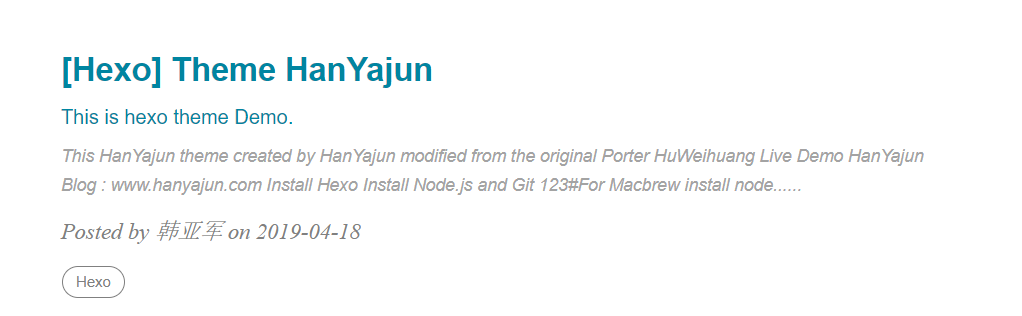 [Hexo] Theme HanYajun
This is hexo theme Demo.
This HanYajun theme created by HanYajun modified from the original Porter HuWeihuang Live Demo HanYajun
Blog : www.hanyajun.com Install Hexo Install Node.js and Git 123#For Macbrew install node......
Posted by 韩亚军 on 2019-04-18
Hexo